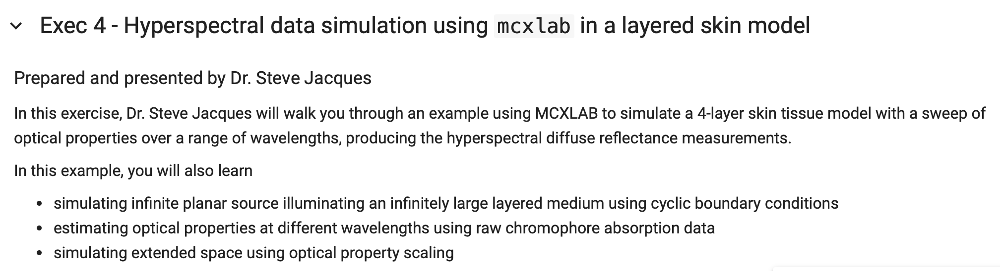 Exec 4 - Hyperspectral data simulation using mcxlab in a layered skin model
Prepared and presented by Dr. Steve Jacques
In this exercise, Dr. Steve Jacques will walk you through an example using MCXLAB to simulate a 4-layer skin tissue model with a sweep of
optical properties over a range of wavelengths, producing the hyperspectral diffuse reflectance measurements.
In this example, you will also learn
• simulating infinite planar source illuminating an infinitely large layered medium using cyclic boundary conditions
• estimating optical properties at different wavelengths using raw chromophore absorption data
• simulating extended space using optical property scaling